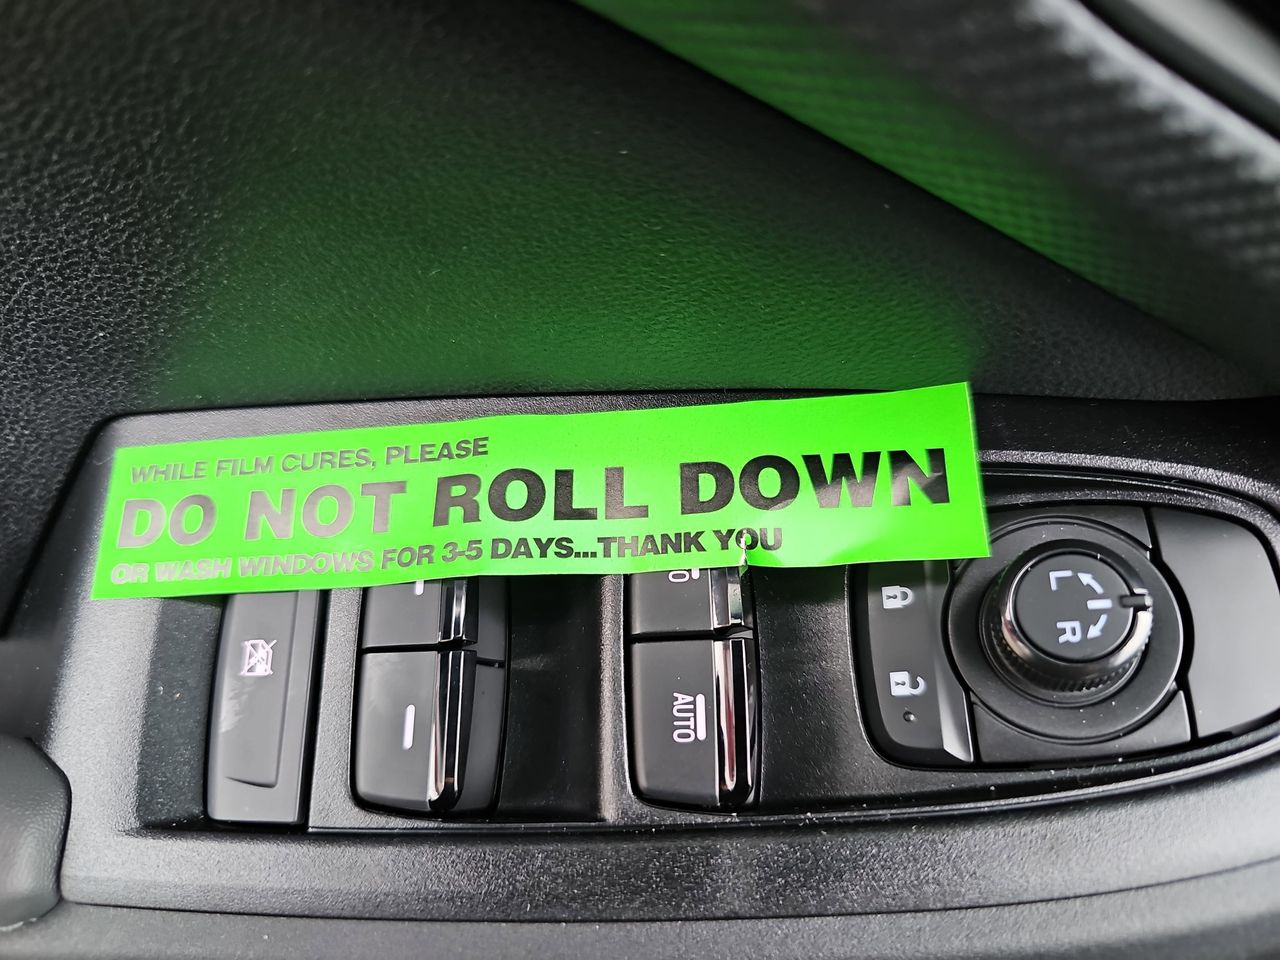 WHILE FILM CURES, PLEASE
DO NOT ROLL DOWN
OR WASH WINDOWS FOR 3-5 DAYS...THANK YOU
AUTO
L
R